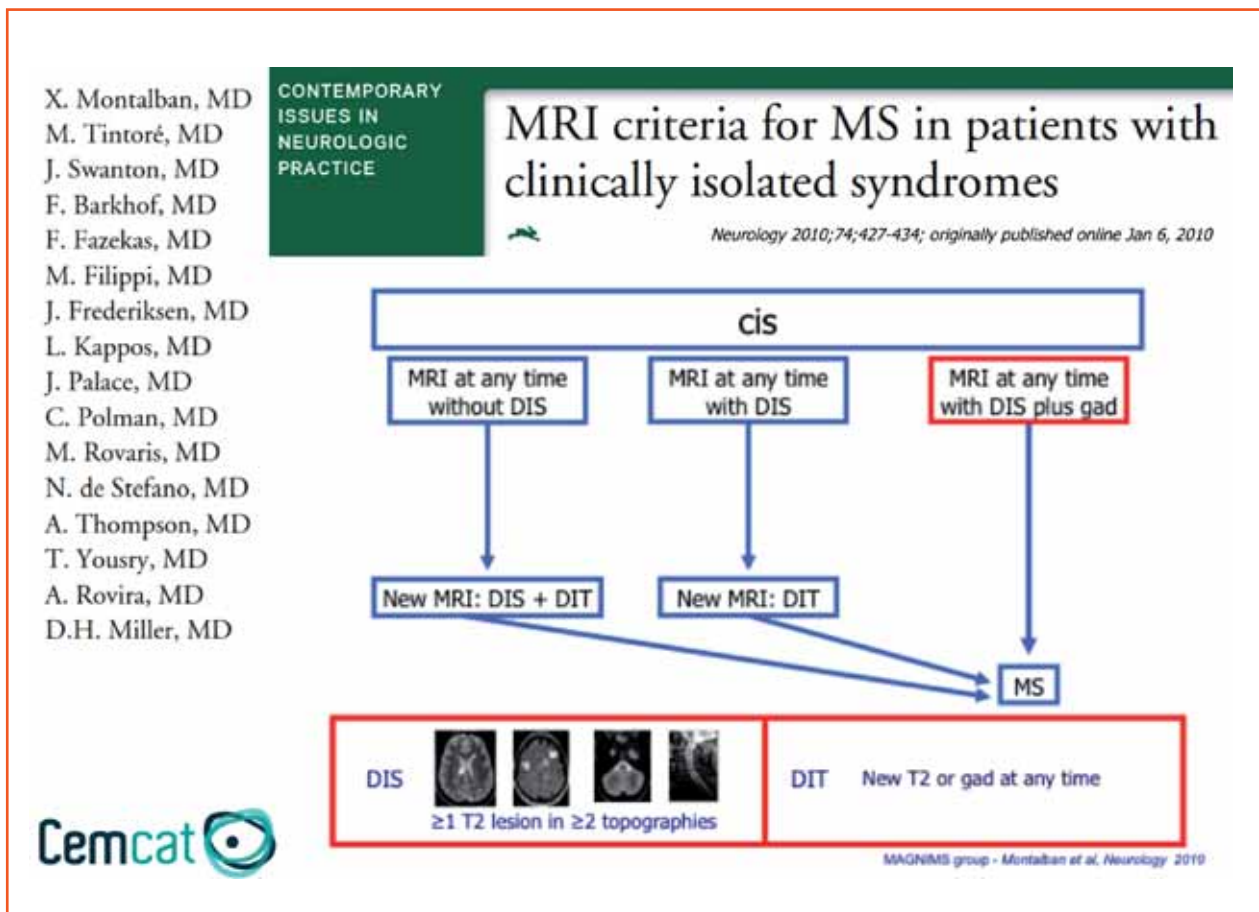 X. Montalban, MD
M. Tintoré, MD
J. Swanton, MD
F. Barkhof, MD
F. Fazekas, MD
M. Filippi, MD
J. Frederiksen, MD
L. Kappos, MD
J. Palace, MD
C. Polman, MD
M. Rovaris, MD
N. de Stefano, MD
A. Thompson, MD
T. Yousry, MD
A. Rovira, MD
D.H. Miller, MD
CONTEMPORARY
ISSUES IN
NEUROLOGIC
PRACTICE
MRI criteria for MS in patients with
clinically isolated syndromes
Neurology 2010;74;427-434; originally published online Jan 6, 2010
cis
MRI at any time
without DIS
MRI at any time
with DIS
MRI at any time
with DIS plus gad
New MRI: DIS + DIT
New MRI: DIT
MS
DIS
≥1 T2 lesion in ≥2 topographies
DIT
New T2 or gad at any time
Cemcat
MAGNIMS group - Montalban et al, Neurology 2010